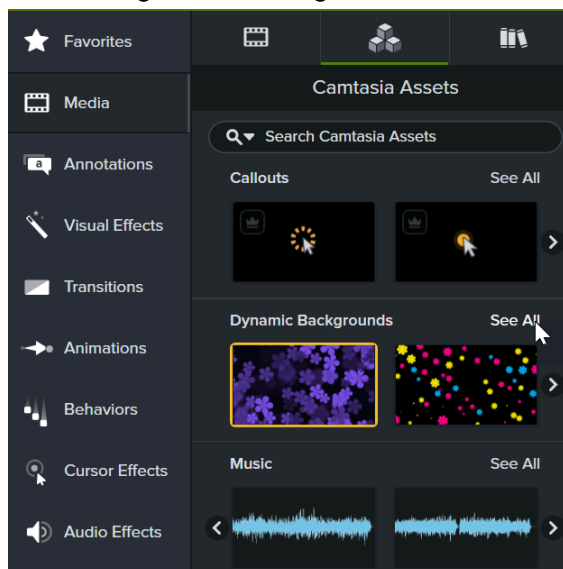 Favorites
Media
a
Annotations
Visual Effects
Transitions
Animations
Behaviors
Cursor Effects
Audio Effects
Camtasia Assets
Search Camtasia Assets
Callouts See All
Dynamic Backgrounds See All
Music See All